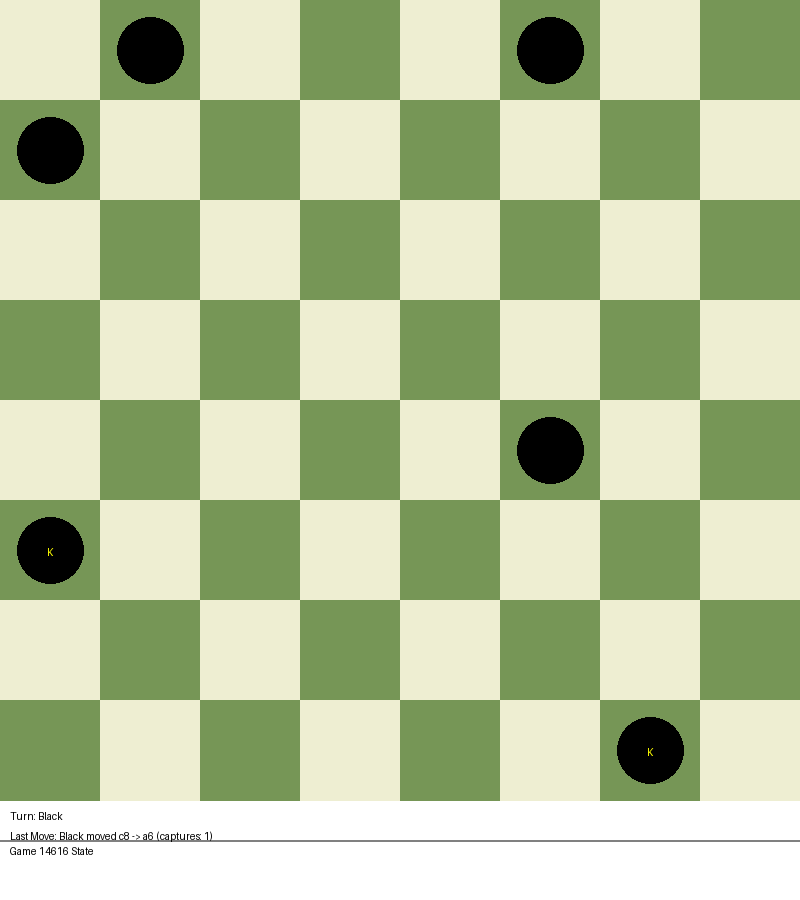 K
K
Turn: Black
Last Move: Black moved c8 -> a6 (captures: 1)
Game 14616 State